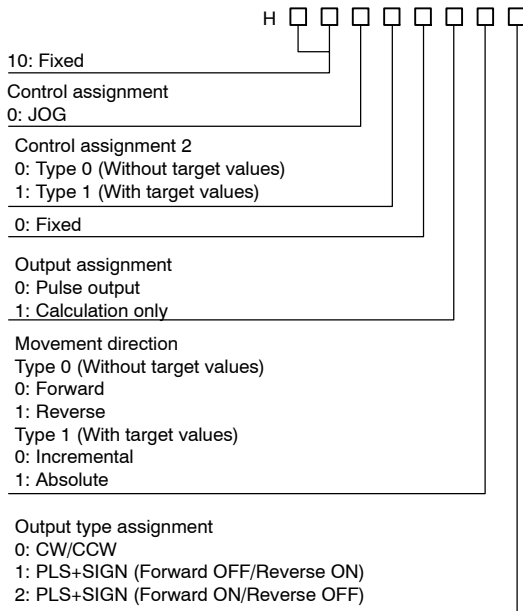 H □ □ □ □ □ □ □ □
10: Fixed
Control assignment
0: JOG
Control assignment 2
0: Type 0 (Without target values)
1: Type 1 (With target values)
0: Fixed
Output assignment
0: Pulse output
1: Calculation only
Movement direction
Type 0 (Without target values)
0: Forward
1: Reverse
Type 1 (With target values)
0: Incremental
1: Absolute
Output type assignment
0: CW/CCW
1: PLS+SIGN (Forward OFF/Reverse ON)
2: PLS+SIGN (Forward ON/Reverse OFF)